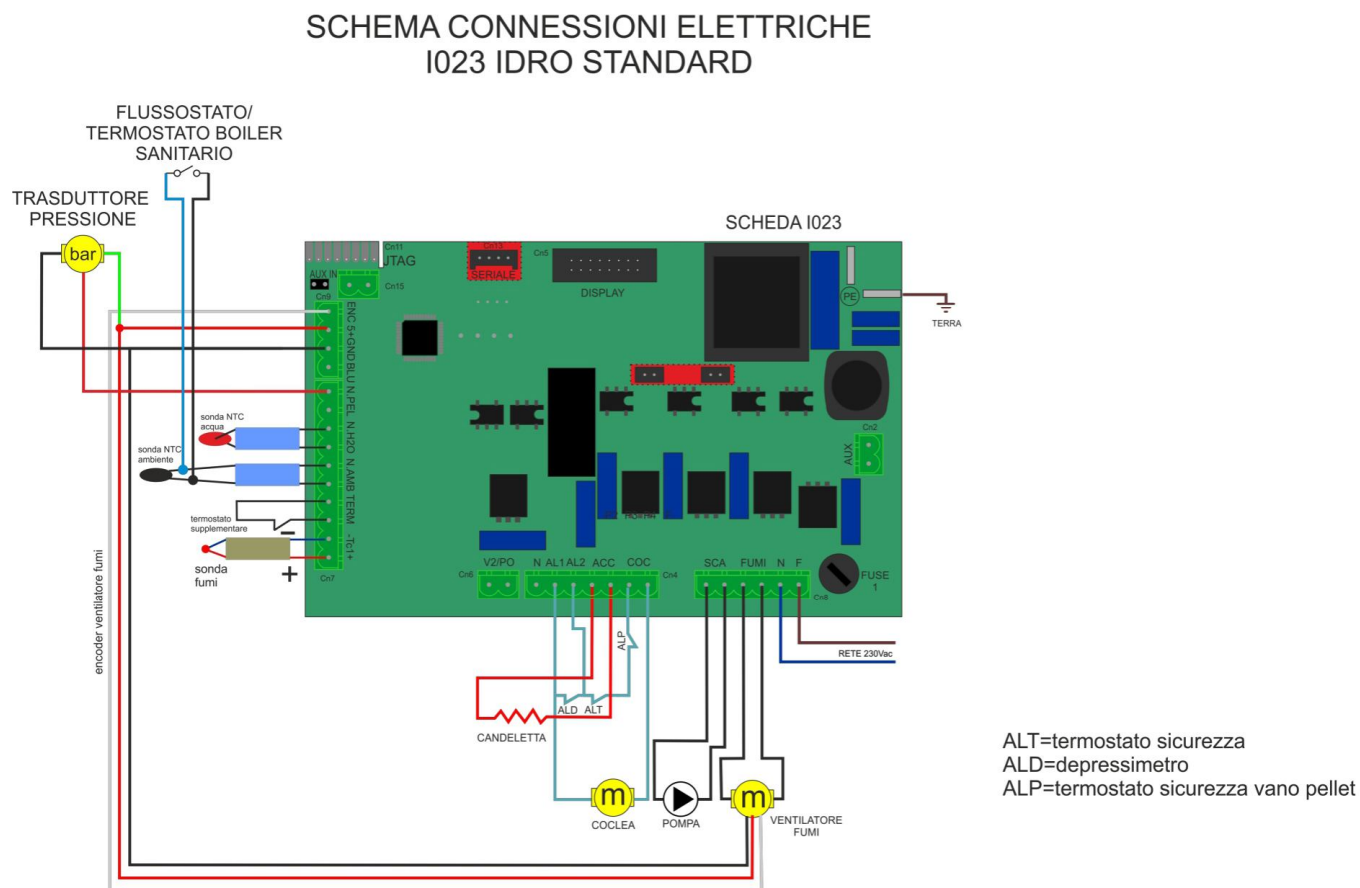 SCHEMA CONNESSIONI ELETTRICHE
I023 IDRO STANDARD
FLUSSOSTATO/
TERMOSTATO BOILER
SANITARIO
TRASDUTTORE
PRESSIONE
bar
SCHEDA I023
Cn11
JTAG
AUX IN
Cn15
Cn9
Cn13
SERIALE
Cn5
DISPLAY
PE
TERRA
ENC 5+GND BLU N.PEL N.H2O N.AMB TERM -Tc1+
sonda NTC
acqua
sonda NTC
ambiente
termostato
supplementare
-
sonda
fumi
+
Cn7
Cn2
AUX
V2/PO
Cn6
N AL1 AL2 ACC COC
Cn4
SCA FUMI N F
Cn8
FUSE
1
encoder ventilatore fumi
ALP
RETE 230Vac
ALD ALT
CANDELETTA
m
COCLEA
POMPA
m
VENTILATORE
FUMI
ALT=termostato sicurezza
ALD=depressimetro
ALP=termostato sicurezza vano pellet